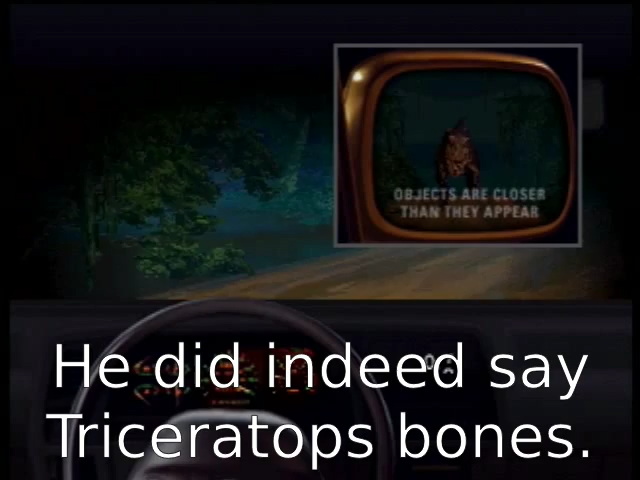 OBJECTS ARE CLOSER
THAN THEY APPEAR
He did indeed say
Triceratops bones.